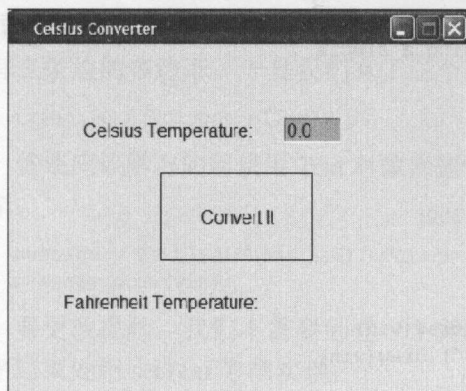 Celsius Converter
Celsius Temperature: 0.0
Convert It
Fahrenheit Temperature: